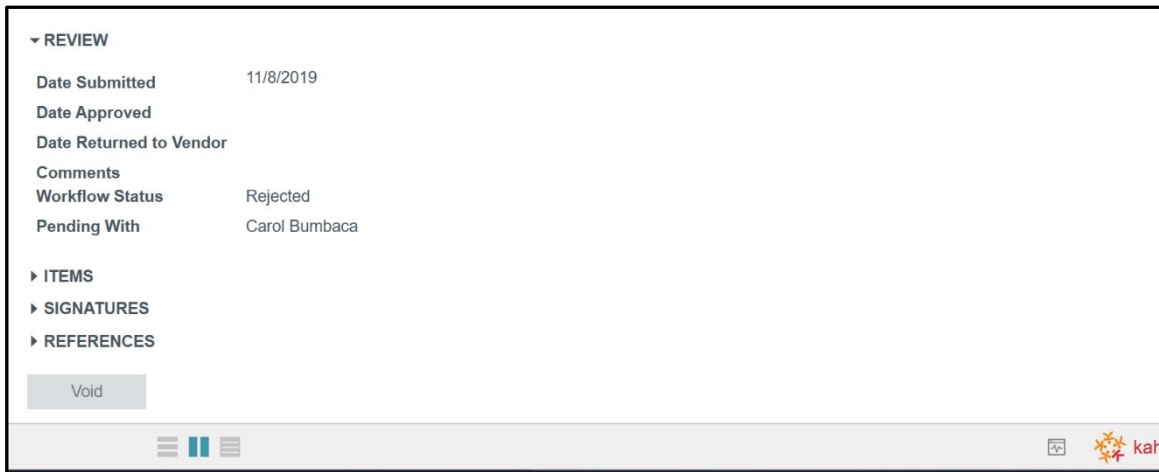 REVIEW
Date Submitted 11/8/2019
Date Approved
Date Returned to Vendor
Comments
Workflow Status Rejected
Pending With Carol Bumbaca
ITEMS
SIGNATURES
REFERENCES
Void
kah